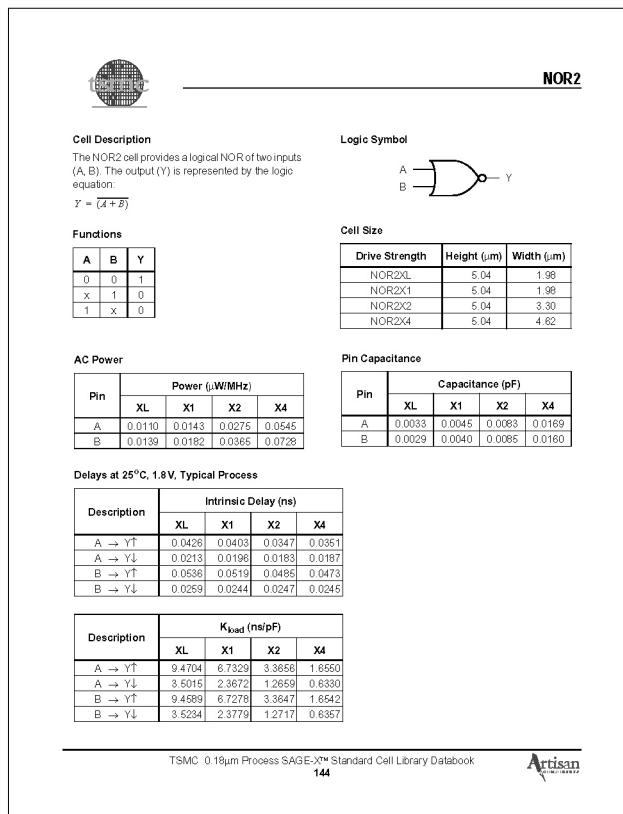 tsmc
NOR2
Cell Description
The NOR2 cell provides a logical NOR of two inputs
(A, B). The output (Y) is represented by the logic
equation:
Y = (A + B)
Functions
A B Y
0 0 1
x 1 0
1 x 0
Logic Symbol
A
B
Y
Cell Size
Drive Strength Height (μm) Width (μm)
NOR2XL 5.04 1.98
NOR2X1 5.04 1.98
NOR2X2 5.04 3.30
NOR2X4 5.04 4.62
AC Power
Pin Power (μW/MHz)
XL X1 X2 X4
A 0.0110 0.0143 0.0275 0.0545
B 0.0139 0.0182 0.0365 0.0728
Pin Capacitance
Pin Capacitance (pF)
XL X1 X2 X4
A 0.0033 0.0045 0.0083 0.0169
B 0.0029 0.0040 0.0085 0.0160
Delays at 25°C, 1.8V, Typical Process
Description Intrinsic Delay (ns)
XL X1 X2 X4
A → Y↑ 0.0426 0.0403 0.0347 0.0351
A → Y↓ 0.0213 0.0196 0.0183 0.0187
B → Y↑ 0.0536 0.0519 0.0485 0.0473
B → Y↓ 0.0259 0.0244 0.0247 0.0245
Description Kload (ns/pF)
XL X1 X2 X4
A → Y↑ 9.4704 6.7329 3.3656 1.6550
A → Y↓ 3.5015 2.3672 1.2659 0.6330
B → Y↑ 9.4589 6.7278 3.3647 1.6542
B → Y↓ 3.5234 2.3779 1.2717 0.6357
TSMC 0.18μm Process SAGE-X™ Standard Cell Library Databook
144
Artisan